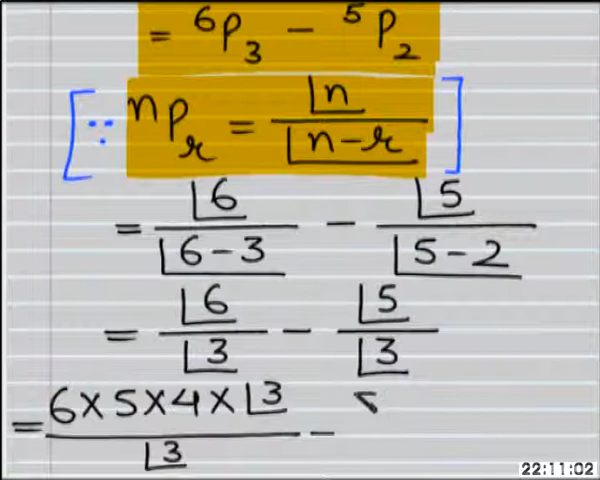 = ⁶P₃ − ⁵P₂
[∵ ⁿPᵣ = ∟n / ∟n−r]
= ∟6 / ∟6−3 − ∟5 / ∟5−2
= ∟6 / ∟3 − ∟5 / ∟3
= 6×5×4×∟3 / ∟3 −
22:11:02